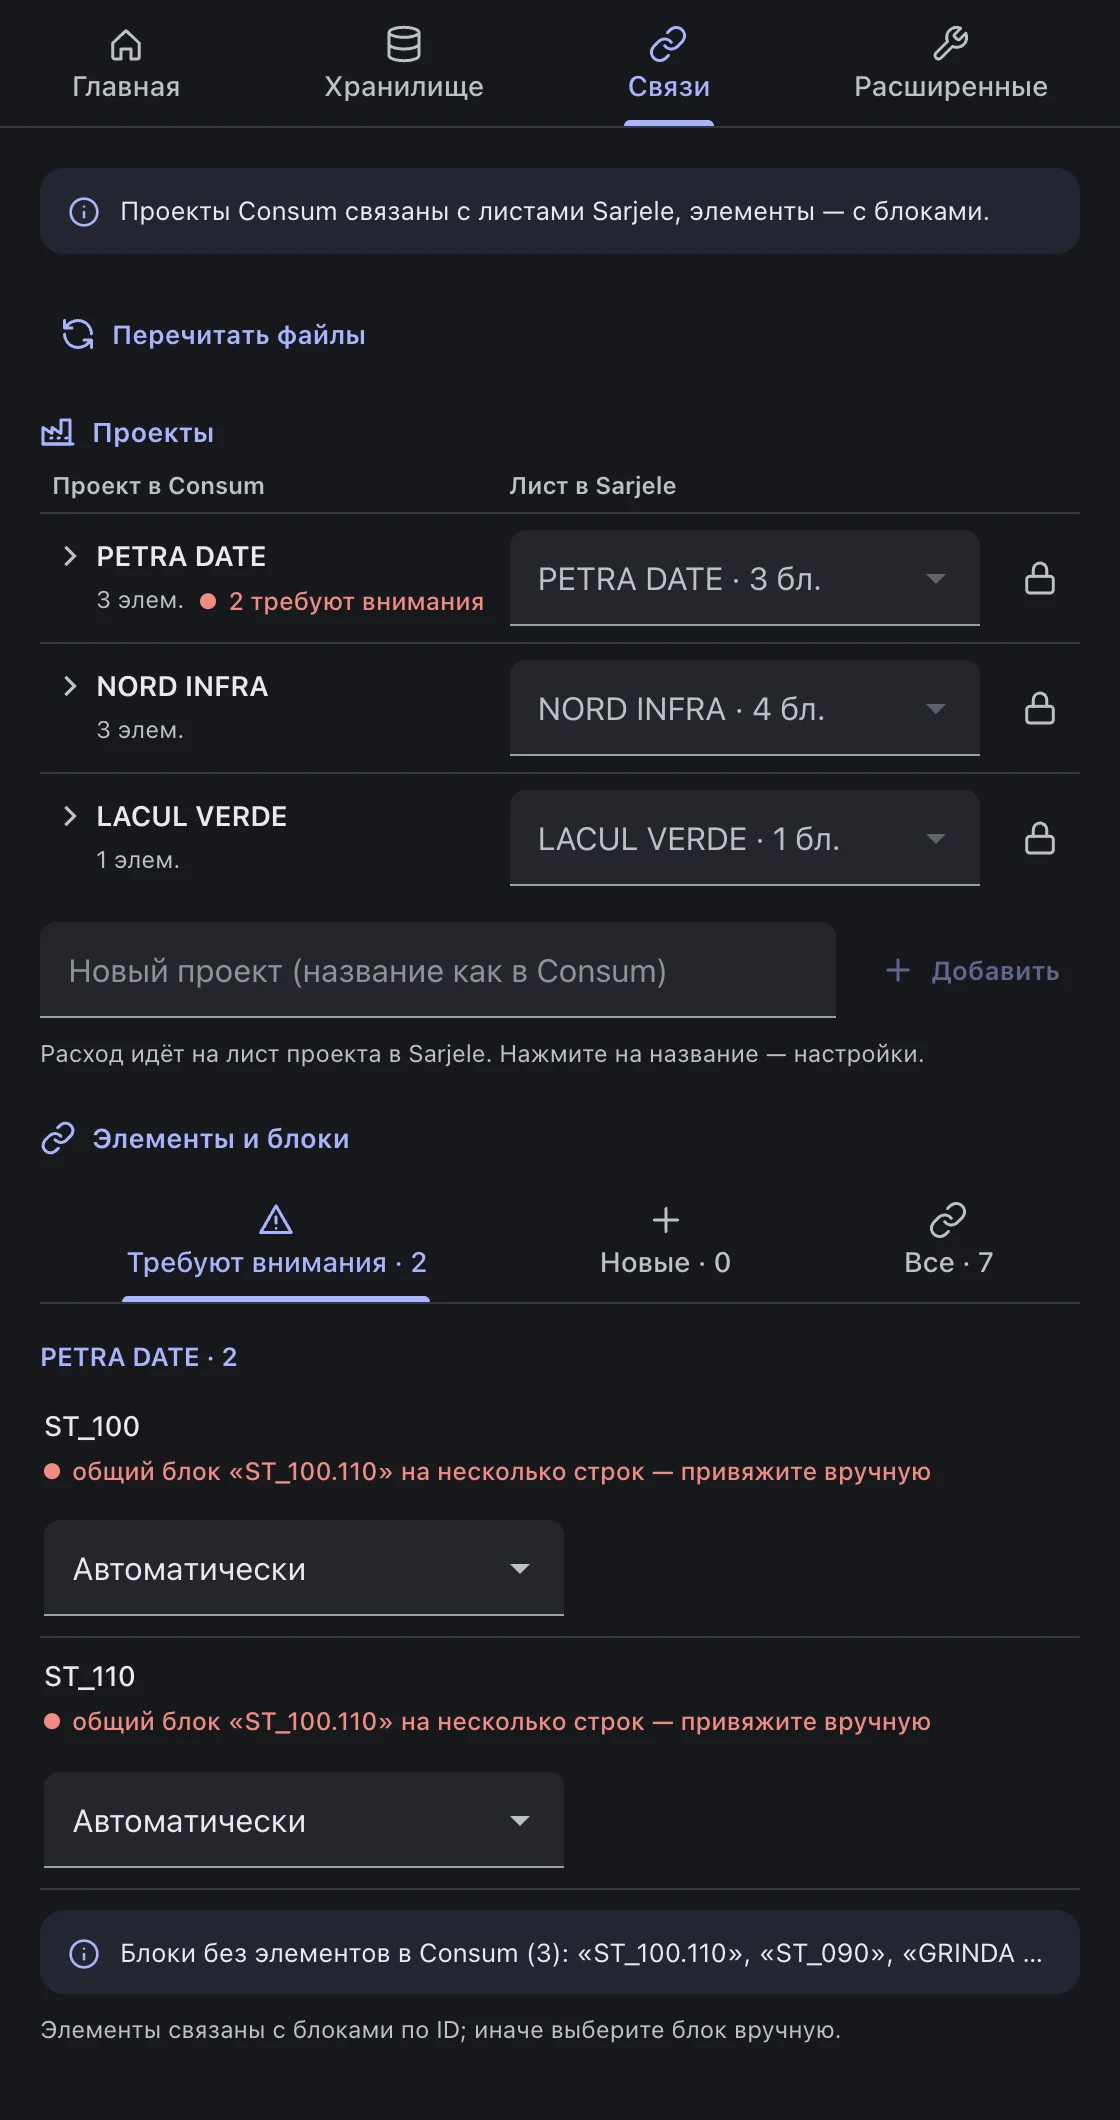 Главная
Хранилище
Связи
Расширенные
Проекты Consum связаны с листами Sarjele, элементы — с блоками.
Перечитать файлы
Проекты
Проект в Consum
Лист в Sarjele
PETRA DATE
3 элем. 2 требуют внимания
PETRA DATE · 3 бл.
NORD INFRA
3 элем.
NORD INFRA · 4 бл.
LACUL VERDE
1 элем.
LACUL VERDE · 1 бл.
Новый проект (название как в Consum)
Добавить
Расход идёт на лист проекта в Sarjele. Нажмите на название — настройки.
Элементы и блоки
Требуют внимания · 2
Новые · 0
Все · 7
PETRA DATE · 2
ST_100
общий блок «ST_100.110» на несколько строк — привяжите вручную
Автоматически
ST_110
общий блок «ST_100.110» на несколько строк — привяжите вручную
Автоматически
Блоки без элементов в Consum (3): «ST_100.110», «ST_090», «GRINDA ...
Элементы связаны с блоками по ID; иначе выберите блок вручную.